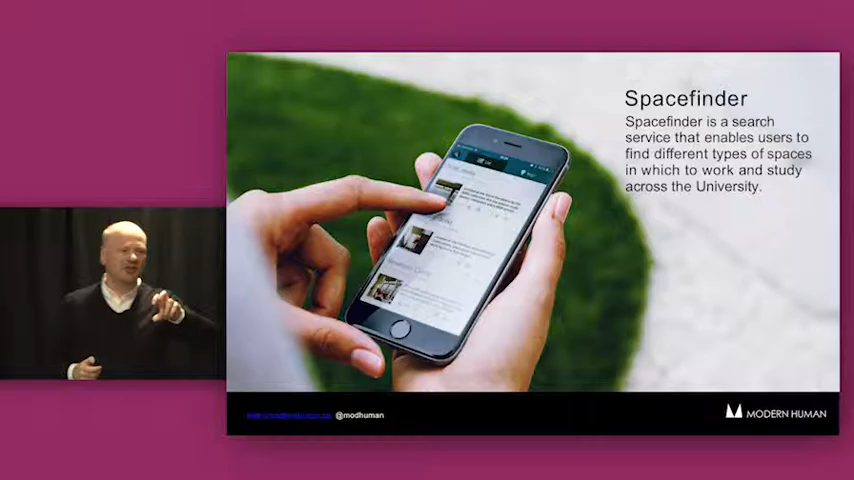 Spacefinder
Spacefinder is a search
service that enables users to
find different types of spaces
in which to work and study
across the University.
@modhuman
MODERN HUMAN